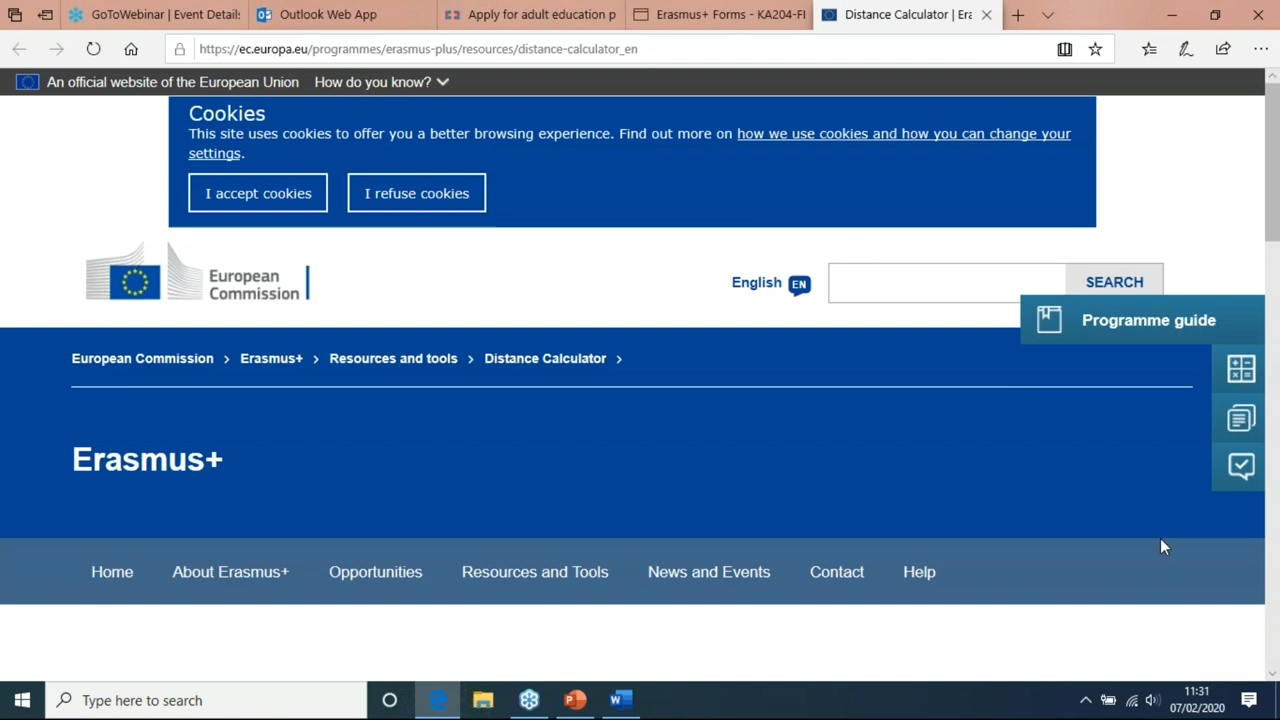 GoToWebinar | Event Details
Outlook Web App
Apply for adult education p
Erasmus+ Forms - KA204-FI
Distance Calculator | Era
https://ec.europa.eu/programmes/erasmus-plus/resources/distance-calculator_en
An official website of the European Union How do you know?
Cookies
This site uses cookies to offer you a better browsing experience. Find out more on how we use cookies and how you can change your
settings.
I accept cookies
I refuse cookies
European
Commission
English EN
SEARCH
Programme guide
European Commission > Erasmus+ > Resources and tools > Distance Calculator >
Erasmus+
Home About Erasmus+ Opportunities Resources and Tools News and Events Contact Help
Type here to search
11:31
07/02/2020